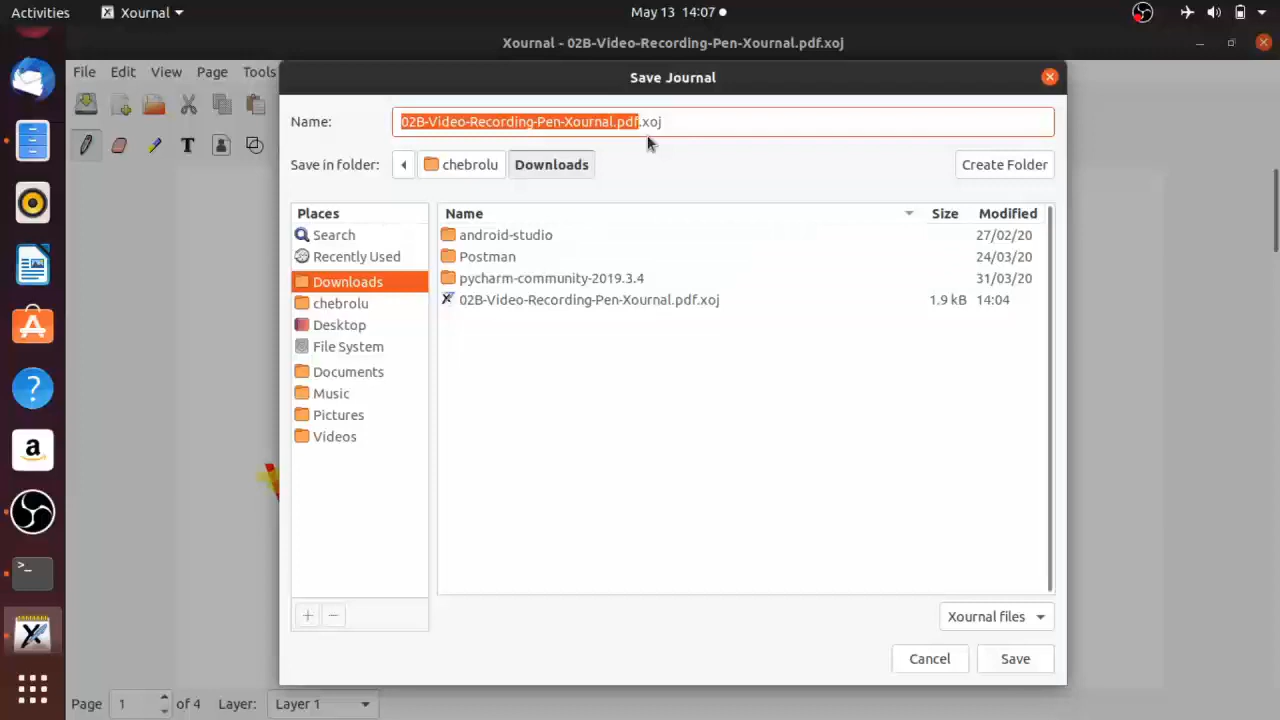 Activities
Xournal
May 13 14:07
Xournal - 02B-Video-Recording-Pen-Xournal.pdf.xoj
File Edit View Page Tools
Save Journal
Name: 02B-Video-Recording-Pen-Xournal.pdf.xoj
Save in folder: chebrolu Downloads Create Folder
Places
Search
Recently Used
Downloads
chebrolu
Desktop
File System
Documents
Music
Pictures
Videos
Name Size Modified
android-studio 27/02/20
Postman 24/03/20
pycharm-community-2019.3.4 31/03/20
02B-Video-Recording-Pen-Xournal.pdf.xoj 1.9 kB 14:04
Xournal files
Cancel Save
Page 1 of 4 Layer: Layer 1